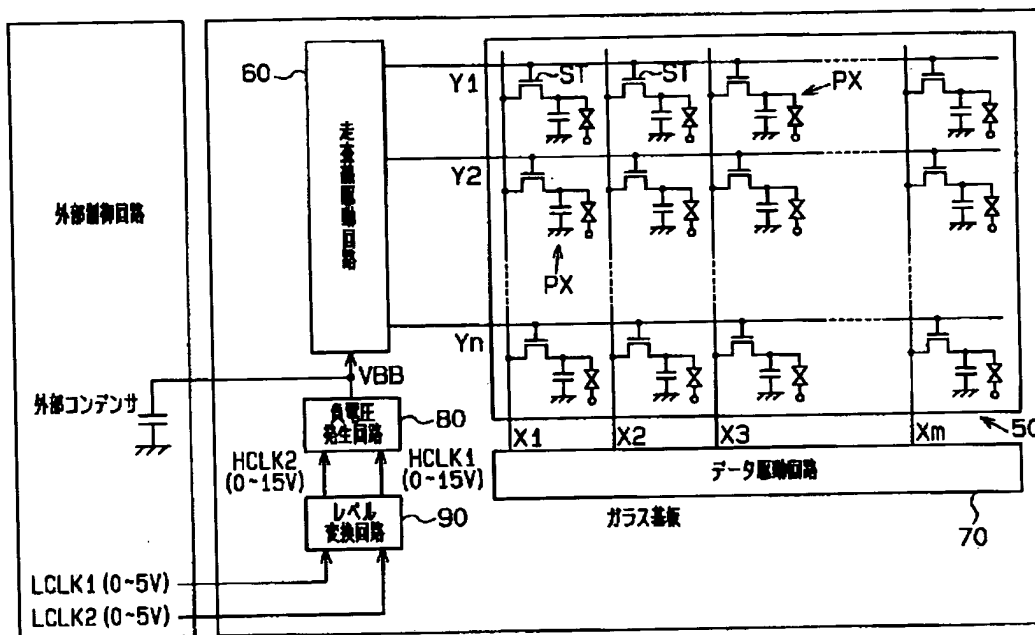 外部制御回路
外部コンデンサ
LCLK1 (0~5V)
LCLK2 (0~5V)
60
走査線駆動回路
VBB
負電圧
発生回路
80
HCLK2
(0~15V)
HCLK1
(0~15V)
レベル
変換回路
90
Y1
ST
ST
PX
Y2
PX
Yn
X1
X2
X3
Xm
50
データ駆動回路
70
ガラス基板